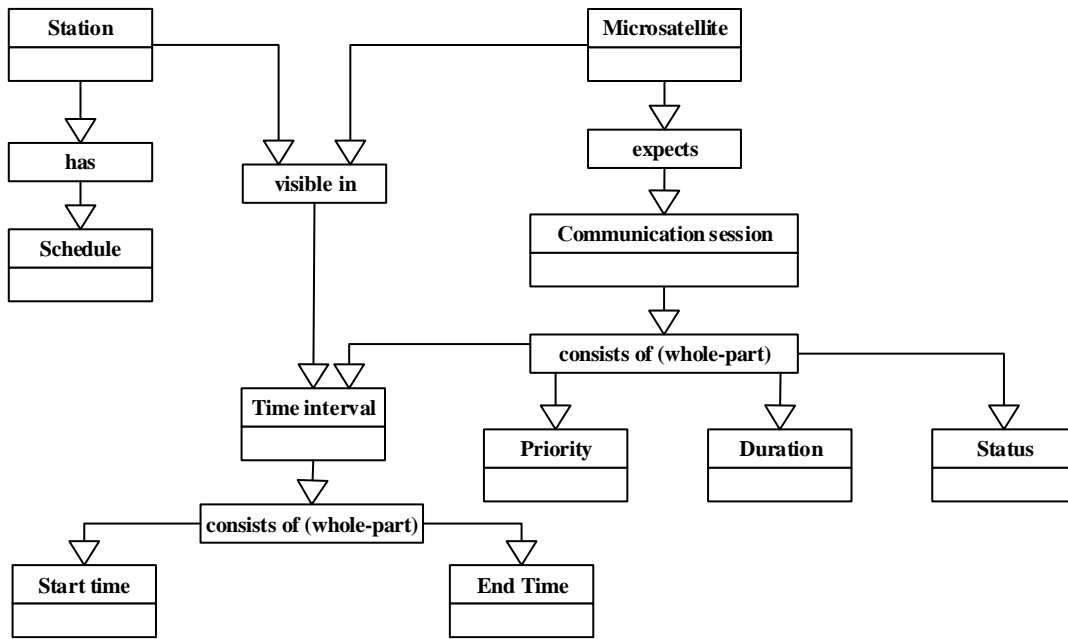 Station
Microsatellite
has
expects
visible in
Schedule
Communication session
consists of (whole-part)
Time interval
Priority
Duration
Status
consists of (whole-part)
Start time
End Time